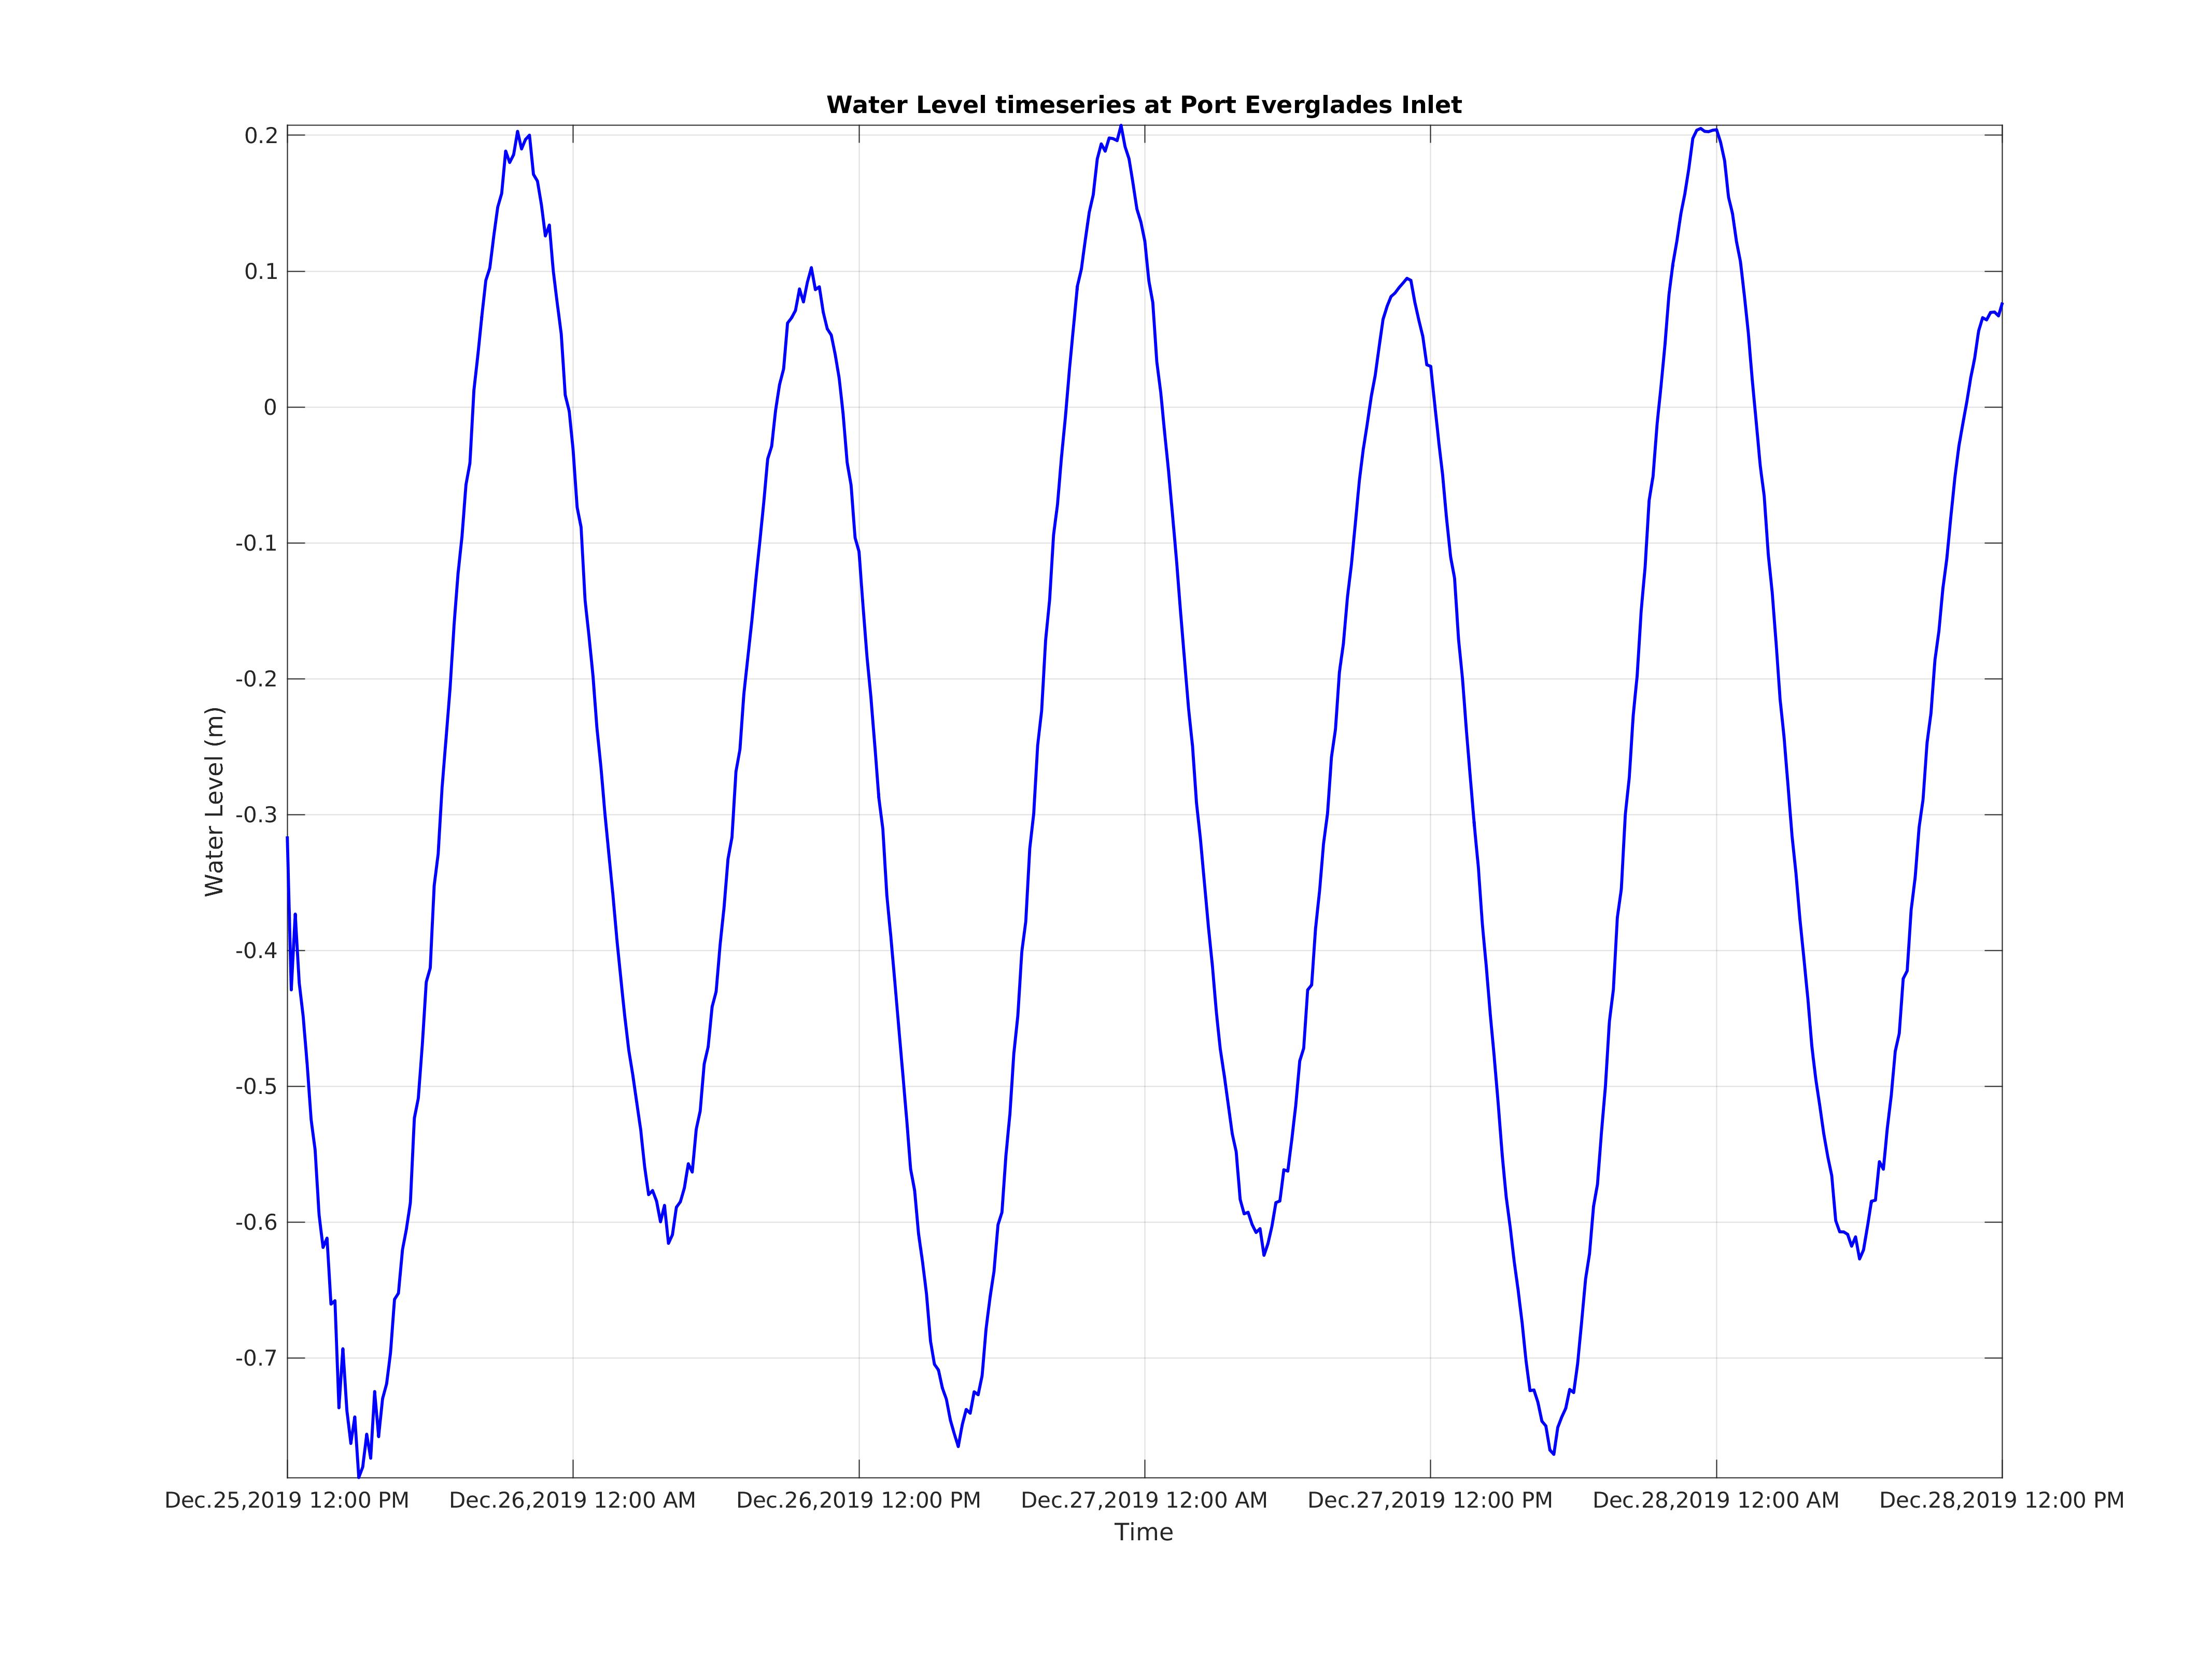 Water Level timeseries at Port Everglades Inlet
0.2
0.1
0
-0.1
-0.2
-0.3
-0.4
-0.5
-0.6
-0.7
Water Level (m)
Dec.25,2019 12:00 PM Dec.26,2019 12:00 AM Dec.26,2019 12:00 PM Dec.27,2019 12:00 AM Dec.27,2019 12:00 PM Dec.28,2019 12:00 AM Dec.28,2019 12:00 PM
Time